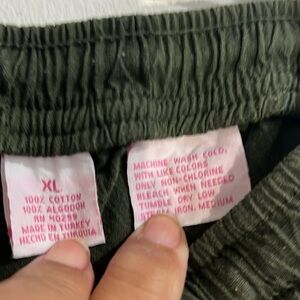 XL
100% COTTON
100% ALGODON
RN 40299
MADE IN TURKEY
HECHO EN TURQUIA
MACHINE WASH COLD,
WITH LIKE COLORS
ONLY NON-CHLORINE
BLEACH, WHEN NEEDED
TUMBLE DRY LOW
STEAM IRON, MEDIUM